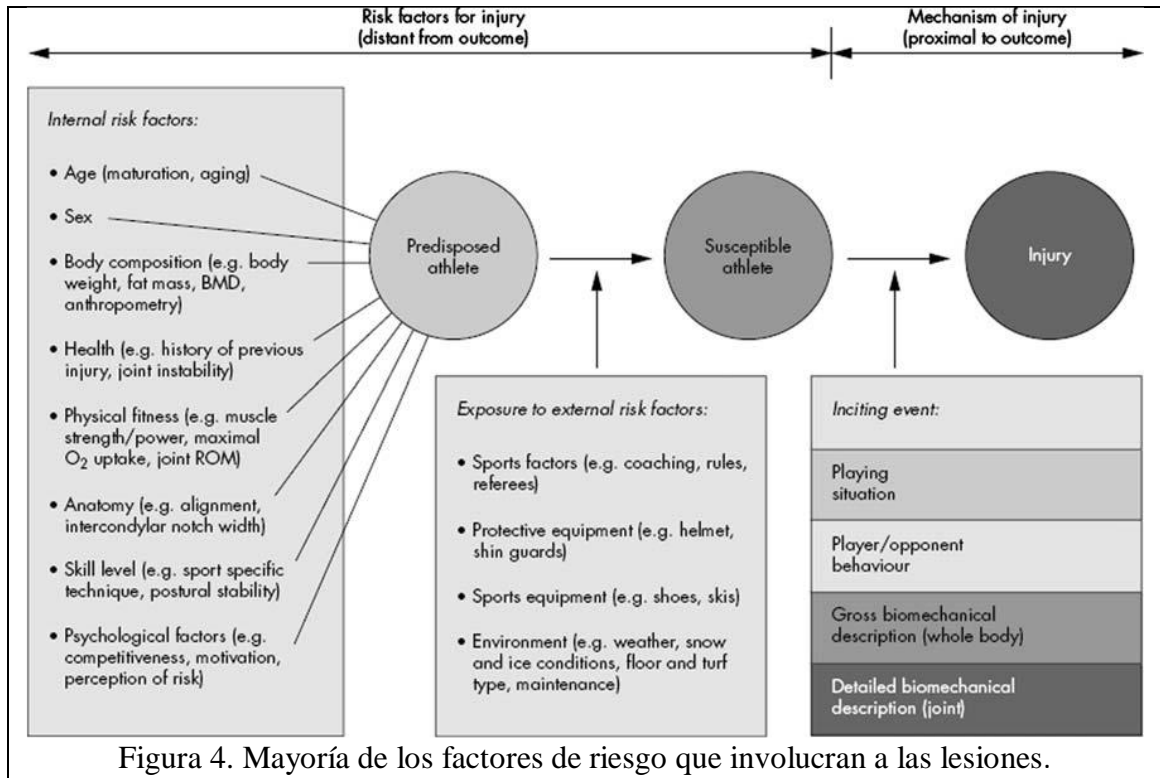 Risk factors for injury
(distant from outcome)
Mechanism of injury
(proximal to outcome)
Internal risk factors:
• Age (maturation, aging)
• Sex
• Body composition (e.g. body
weight, fat mass, BMD,
anthropometry)
• Health (e.g. history of previous
injury, joint instability)
• Physical fitness (e.g. muscle
strength/power, maximal
O2 uptake, joint ROM)
• Anatomy (e.g. alignment,
intercondylar notch width)
• Skill level (e.g. sport specific
technique, postural stability)
• Psychological factors (e.g.
competitiveness, motivation,
perception of risk)
Predisposed
athlete
Susceptible
athlete
Injury
Exposure to external risk factors:
• Sports factors (e.g. coaching, rules,
referees)
• Protective equipment (e.g. helmet,
shin guards)
• Sports equipment (e.g. shoes, skis)
• Environment (e.g. weather, snow
and ice conditions, floor and turf
type, maintenance)
Inciting event:
Playing
situation
Player/opponent
behaviour
Gross biomechanical
description (whole body)
Detailed biomechanical
description (joint)
Figura 4. Mayoría de los factores de riesgo que involucran a las lesiones.